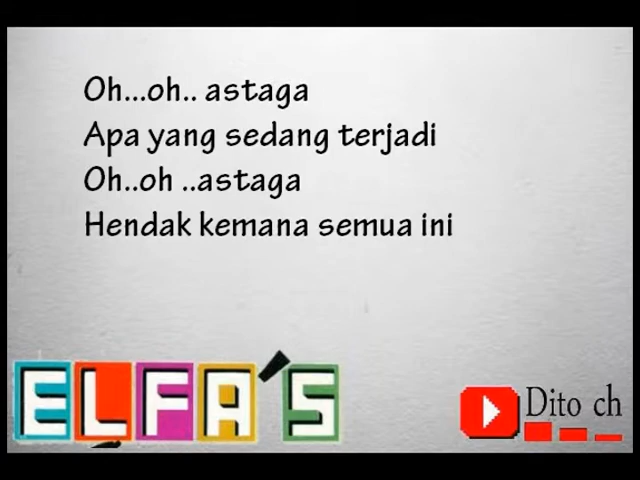 Oh...oh.. astaga
Apa yang sedang terjadi
Oh..oh ..astaga
Hendak kemana semua ini
ELFA'S
Dito ch